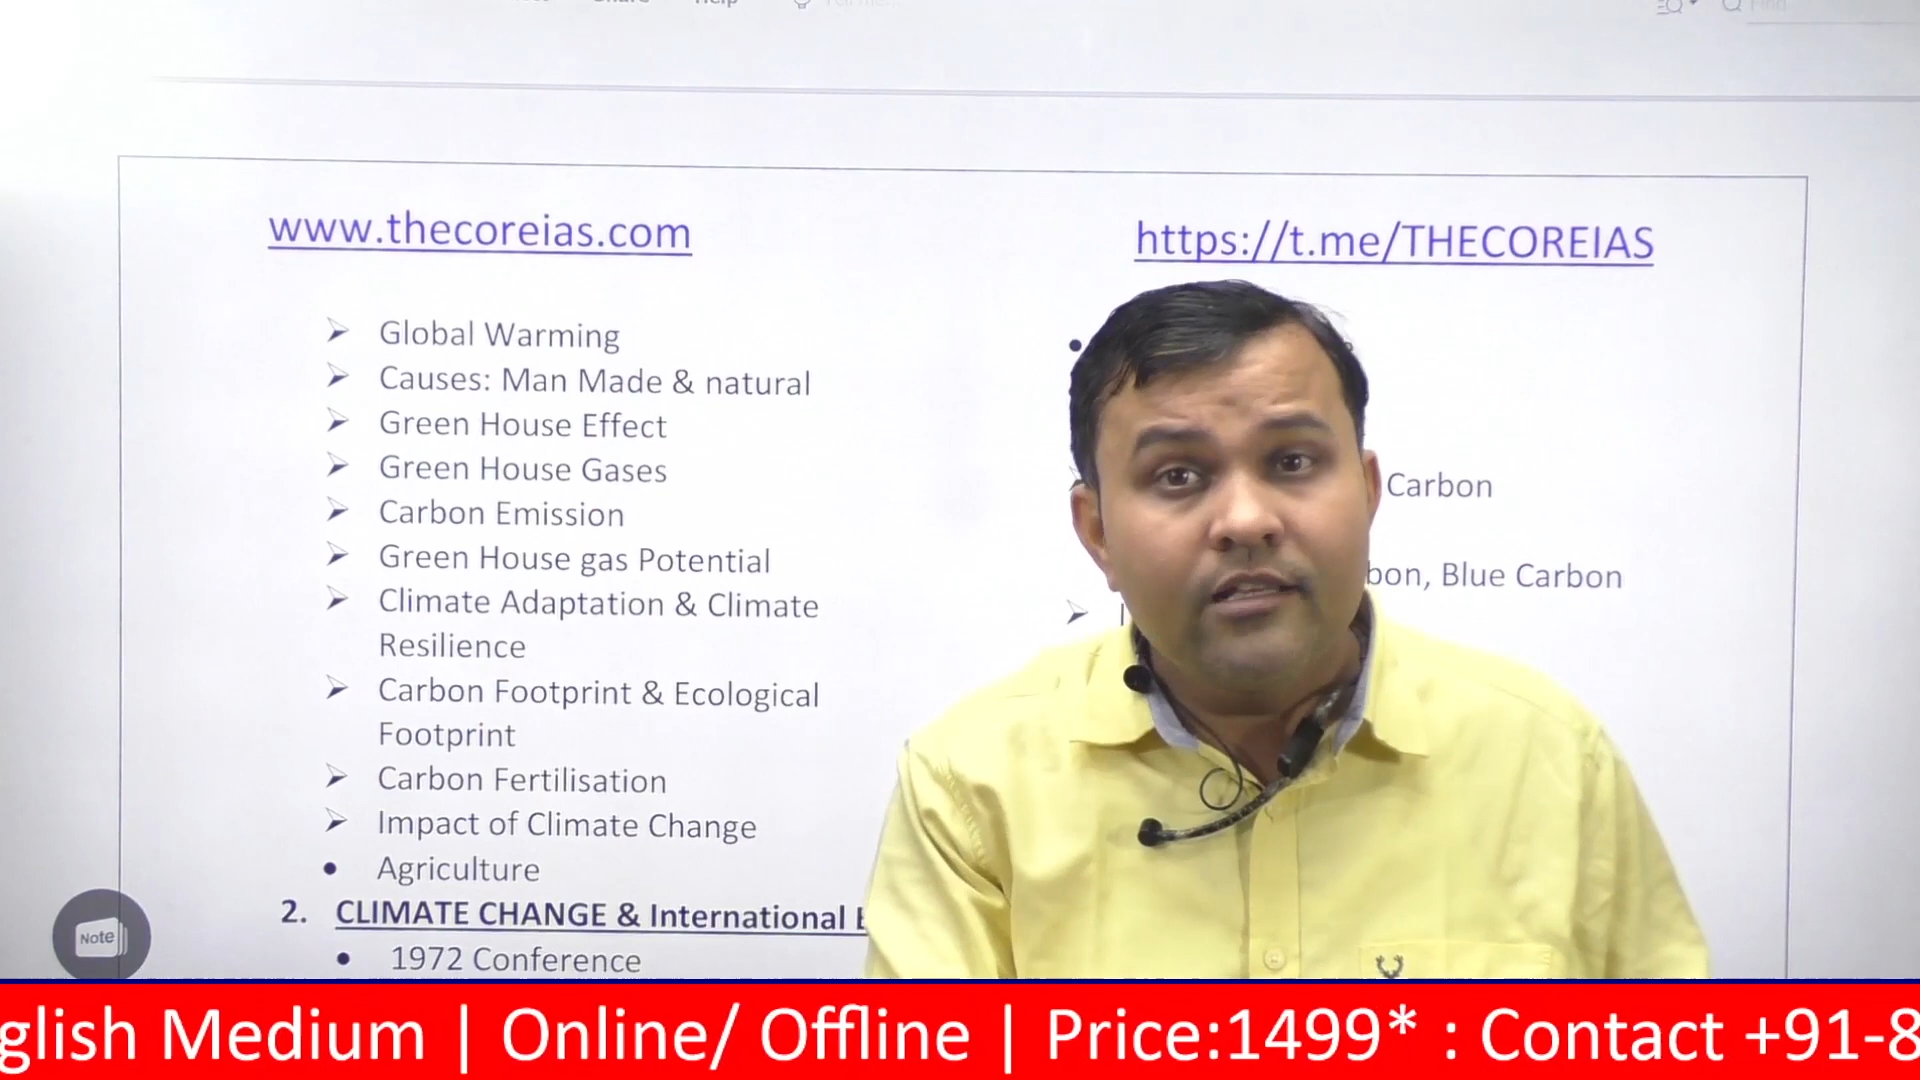 Help
Find
www.thecoreias.com
https://t.me/THECOREIAS
➢ Global Warming
➢ Causes: Man Made & natural
➢ Green House Effect
➢ Green House Gases
➢ Carbon Emission
➢ Green House gas Potential
➢ Climate Adaptation & Climate
Resilience
➢ Carbon Footprint & Ecological
Footprint
➢ Carbon Fertilisation
➢ Impact of Climate Change
• Agriculture
2. CLIMATE CHANGE & International
• 1972 Conference
Carbon
bon, Blue Carbon
Note
glish Medium | Online/ Offline | Price:1499* : Contact +91-8